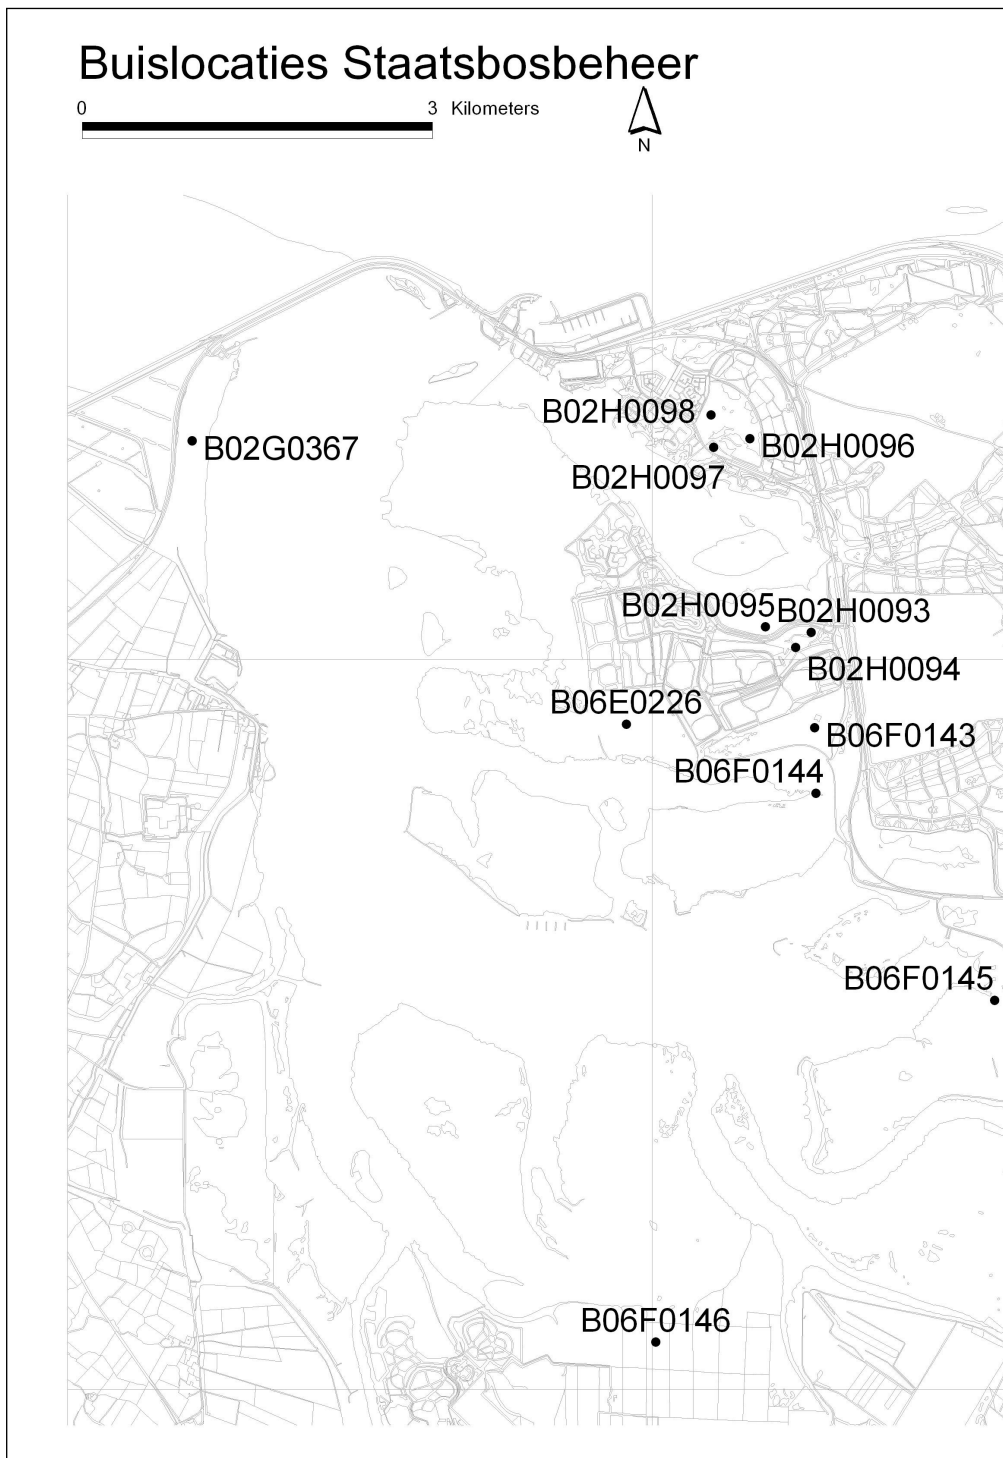 Buislocaties Staatsbosbeheer
0 3 Kilometers
N
B02H0098
B02G0367
B02H0096
B02H0097
B02H0095
B02H0093
B02H0094
B06E0226
B06F0143
B06F0144
B06F0145
B06F0146